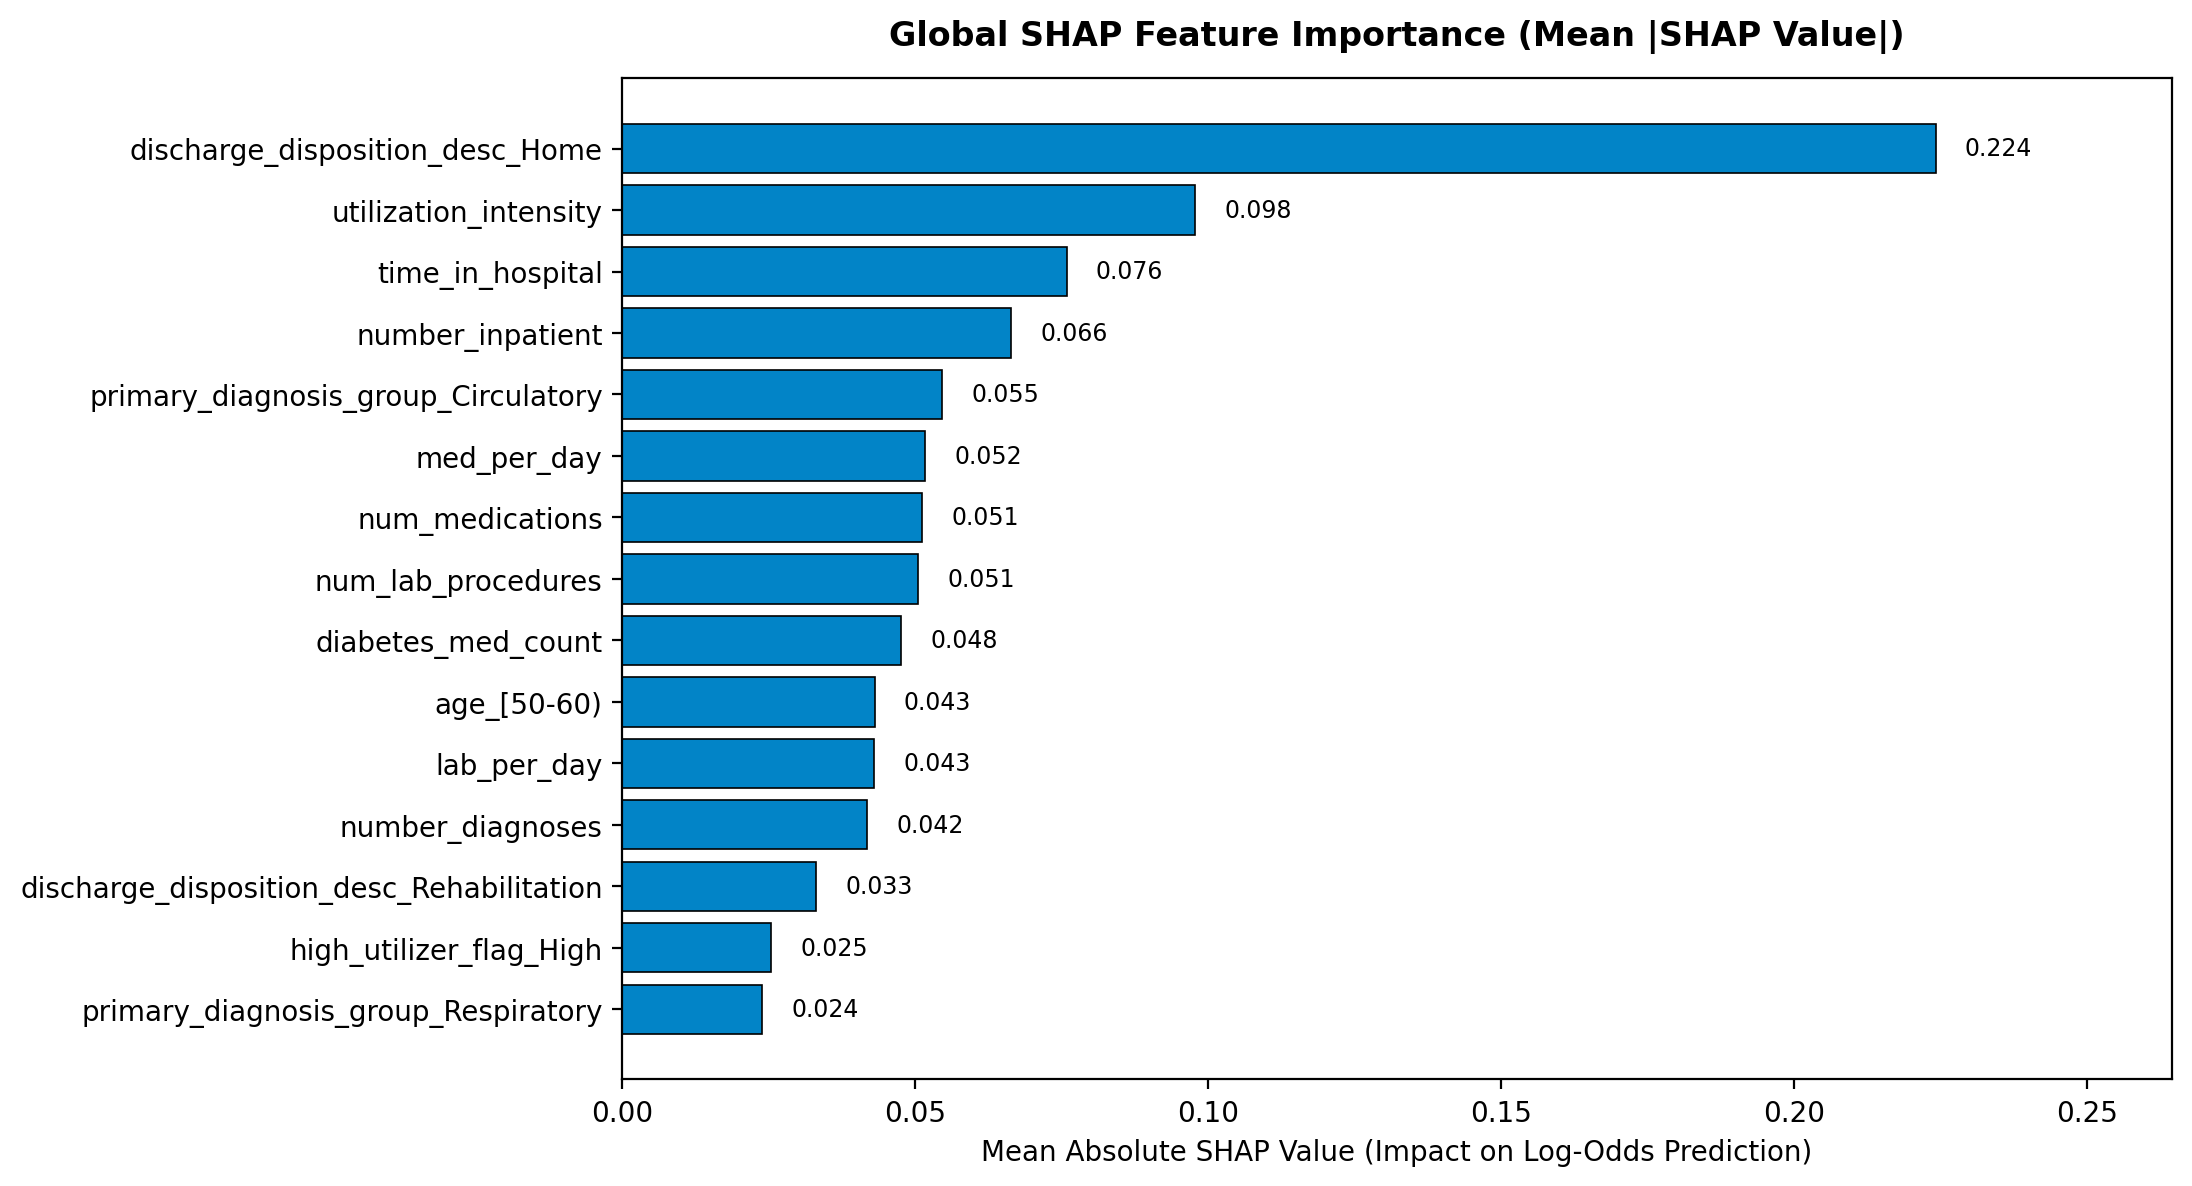 Global SHAP Feature Importance (Mean |SHAP Value|)
discharge_disposition_desc_Home 0.224
utilization_intensity 0.098
time_in_hospital 0.076
number_inpatient 0.066
primary_diagnosis_group_Circulatory 0.055
med_per_day 0.052
num_medications 0.051
num_lab_procedures 0.051
diabetes_med_count 0.048
age_[50-60) 0.043
lab_per_day 0.043
number_diagnoses 0.042
discharge_disposition_desc_Rehabilitation 0.033
high_utilizer_flag_High 0.025
primary_diagnosis_group_Respiratory 0.024
0.00 0.05 0.10 0.15 0.20 0.25
Mean Absolute SHAP Value (Impact on Log-Odds Prediction)